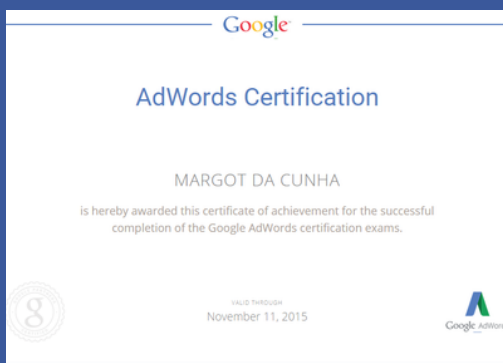 Google
AdWords Certification
MARGOT DA CUNHA
is hereby awarded this certificate of achievement for the successful
completion of the Google AdWords certification exams.
VALID THROUGH
November 11, 2015
g
Google AdWor